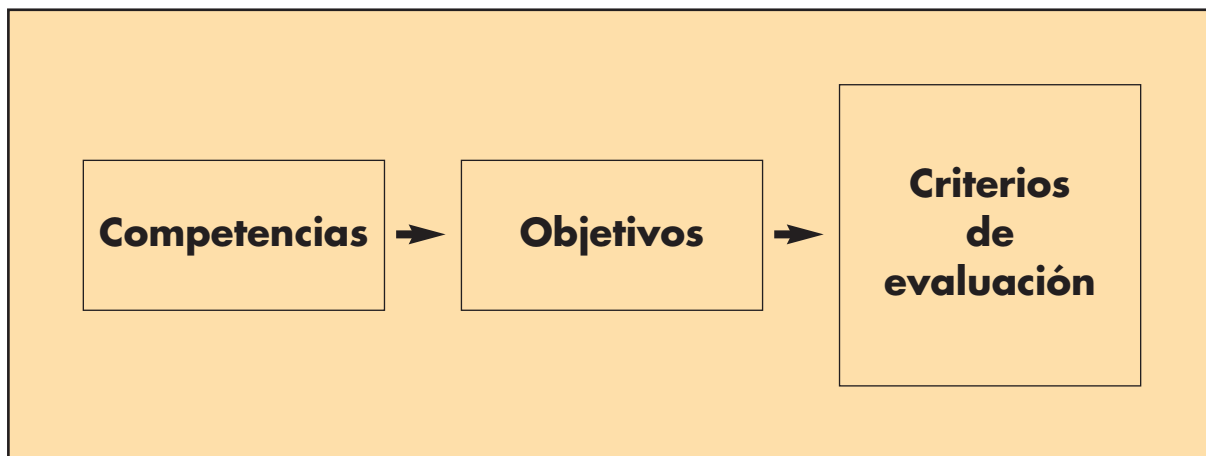 Competencias
Objetivos
Criterios
de
evaluación